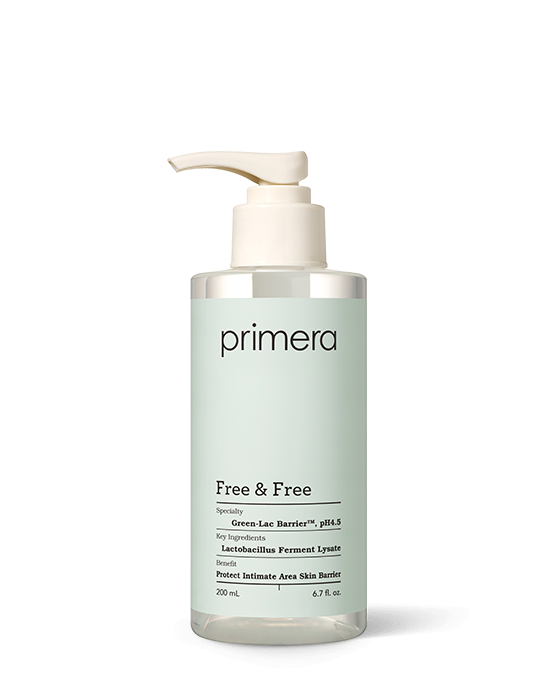 primera
Free & Free
Specialty
Green-Lac Barrier™, pH4.5
Key Ingredients
Lactobacillus Ferment Lysate
Benefit
Protect Intimate Area Skin Barrier
200 mL 6.7 fl. oz.